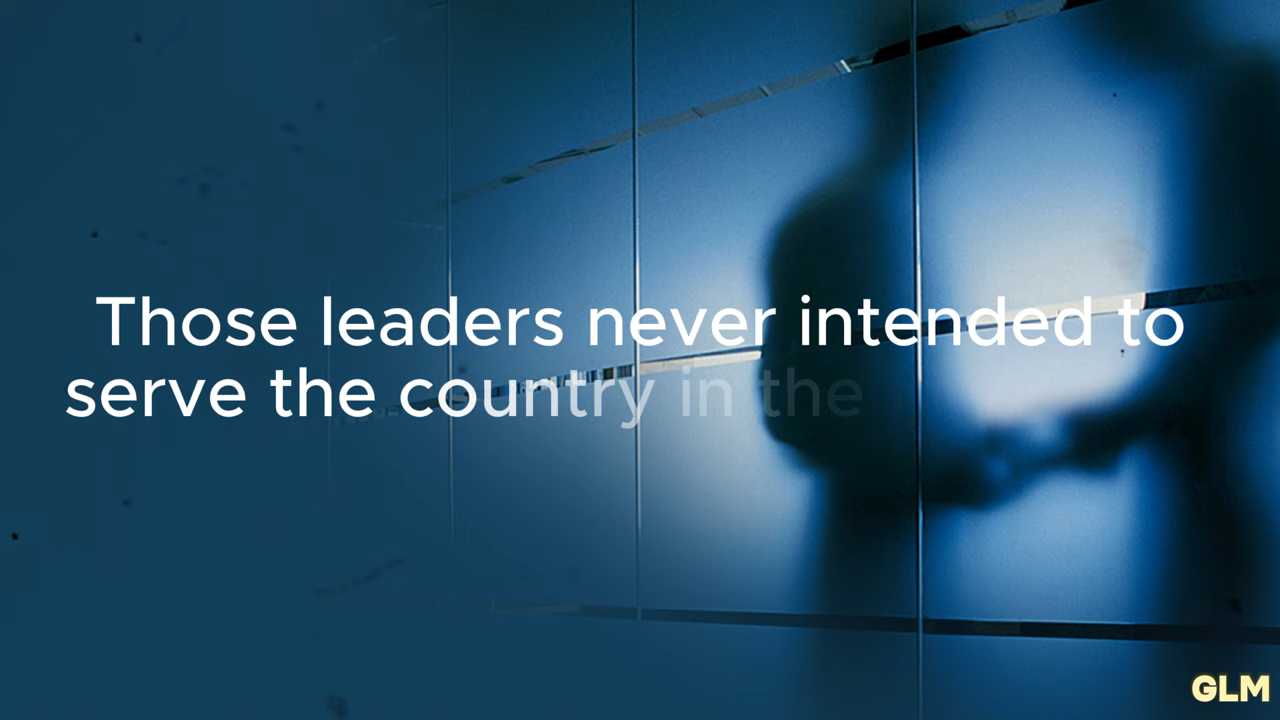 Those leaders never intended to
serve the country in the
GLM